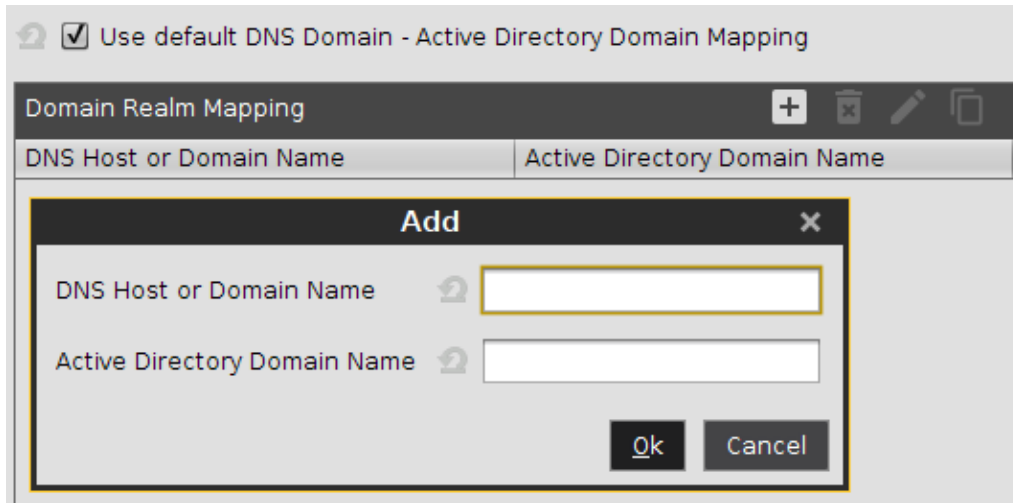 Use default DNS Domain - Active Directory Domain Mapping
Domain Realm Mapping
DNS Host or Domain Name Active Directory Domain Name
Add
DNS Host or Domain Name
Active Directory Domain Name
Ok Cancel